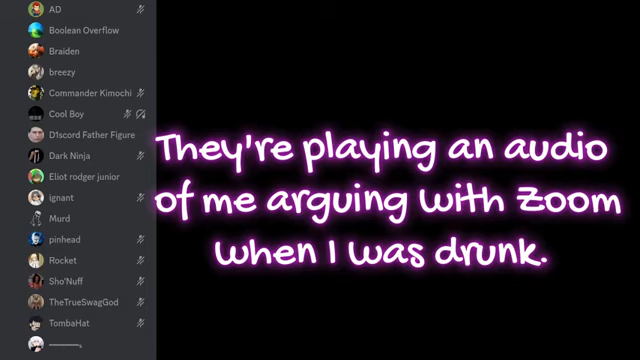 AD
Boolean Overflow
Braiden
breezy
Commander Kimochi
Cool Boy
D1scord Father Figure
Dark Ninja
Eliot rodger junior
ignant
Murd
pinhead
Rocket
Sho'Nuff
TheTrueSwagGod
TombaHat
They're playing an audio
of me arguing with Zoom
when I was drunk.